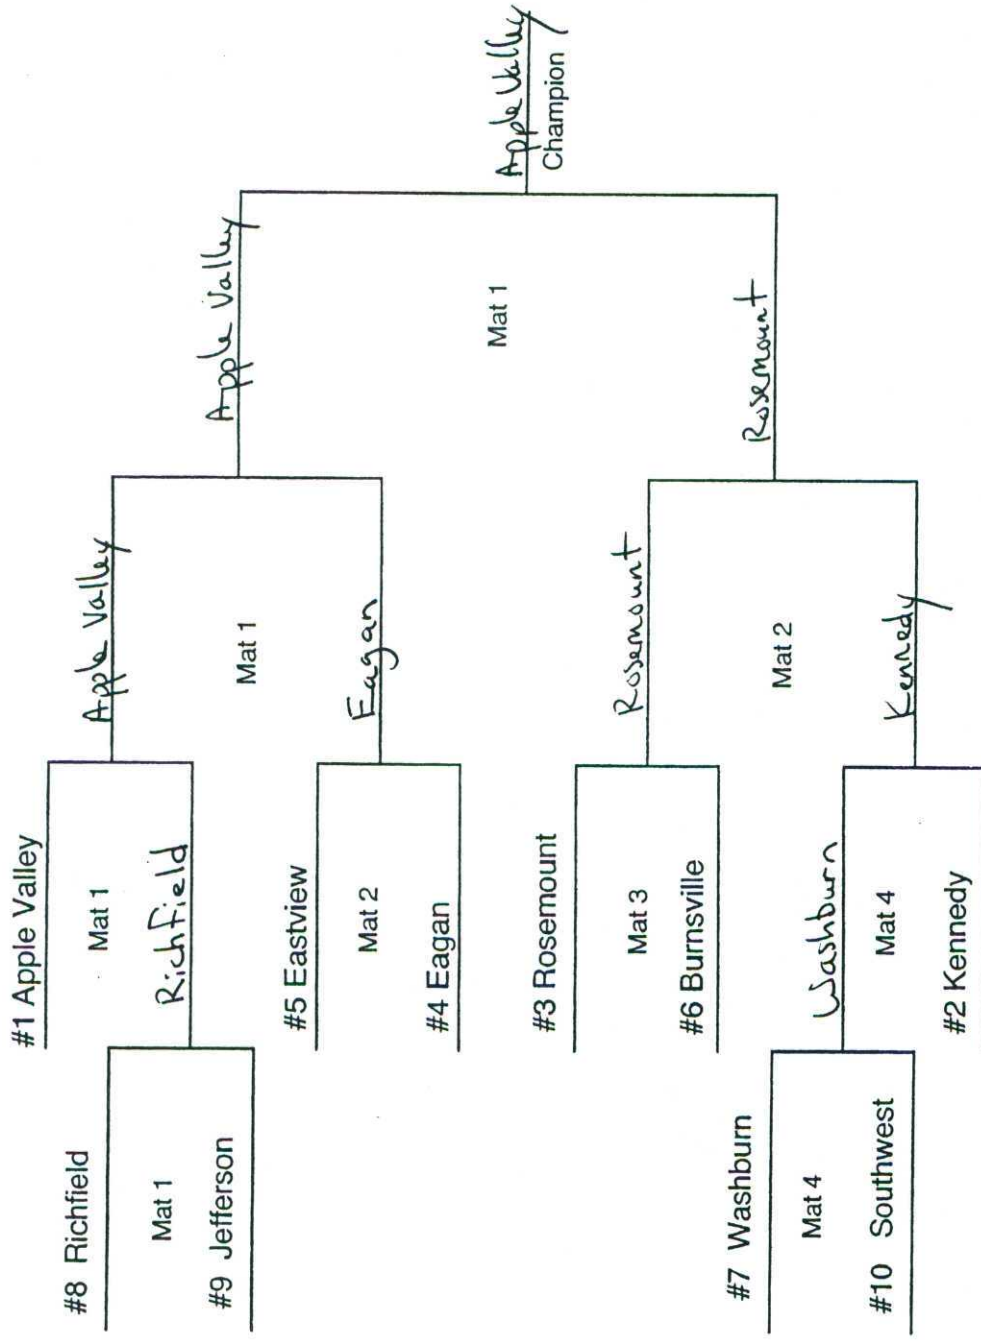 #8 Richfield
Mat 1
#9 Jefferson
#7 Washburn
Mat 4
#10 Southwest
#1 Apple Valley
Mat 1
Richfield
#5 Eastview
Mat 2
#4 Eagan
#3 Rosemount
Mat 3
#6 Burnsville
Washburn
Mat 4
#2 Kennedy
Apple Valley
Mat 1
Eagan
Rosemount
Mat 2
Kennedy
Apple Valley
Mat 1
Rosemount
Apple Valley
Champion